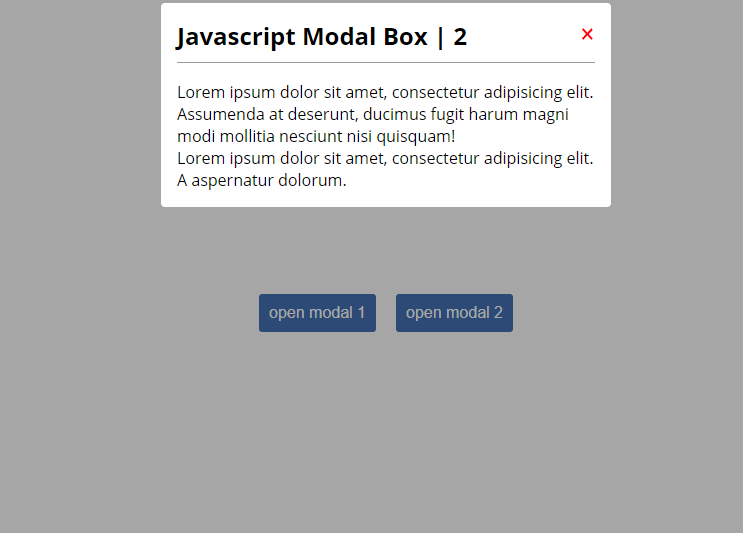 Javascript Modal Box | 2 ×
Lorem ipsum dolor sit amet, consectetur adipisicing elit.
Assumenda at deserunt, ducimus fugit harum magni
modi mollitia nesciunt nisi quisquam!
Lorem ipsum dolor sit amet, consectetur adipisicing elit.
A aspernatur dolorum.
open modal 1 open modal 2